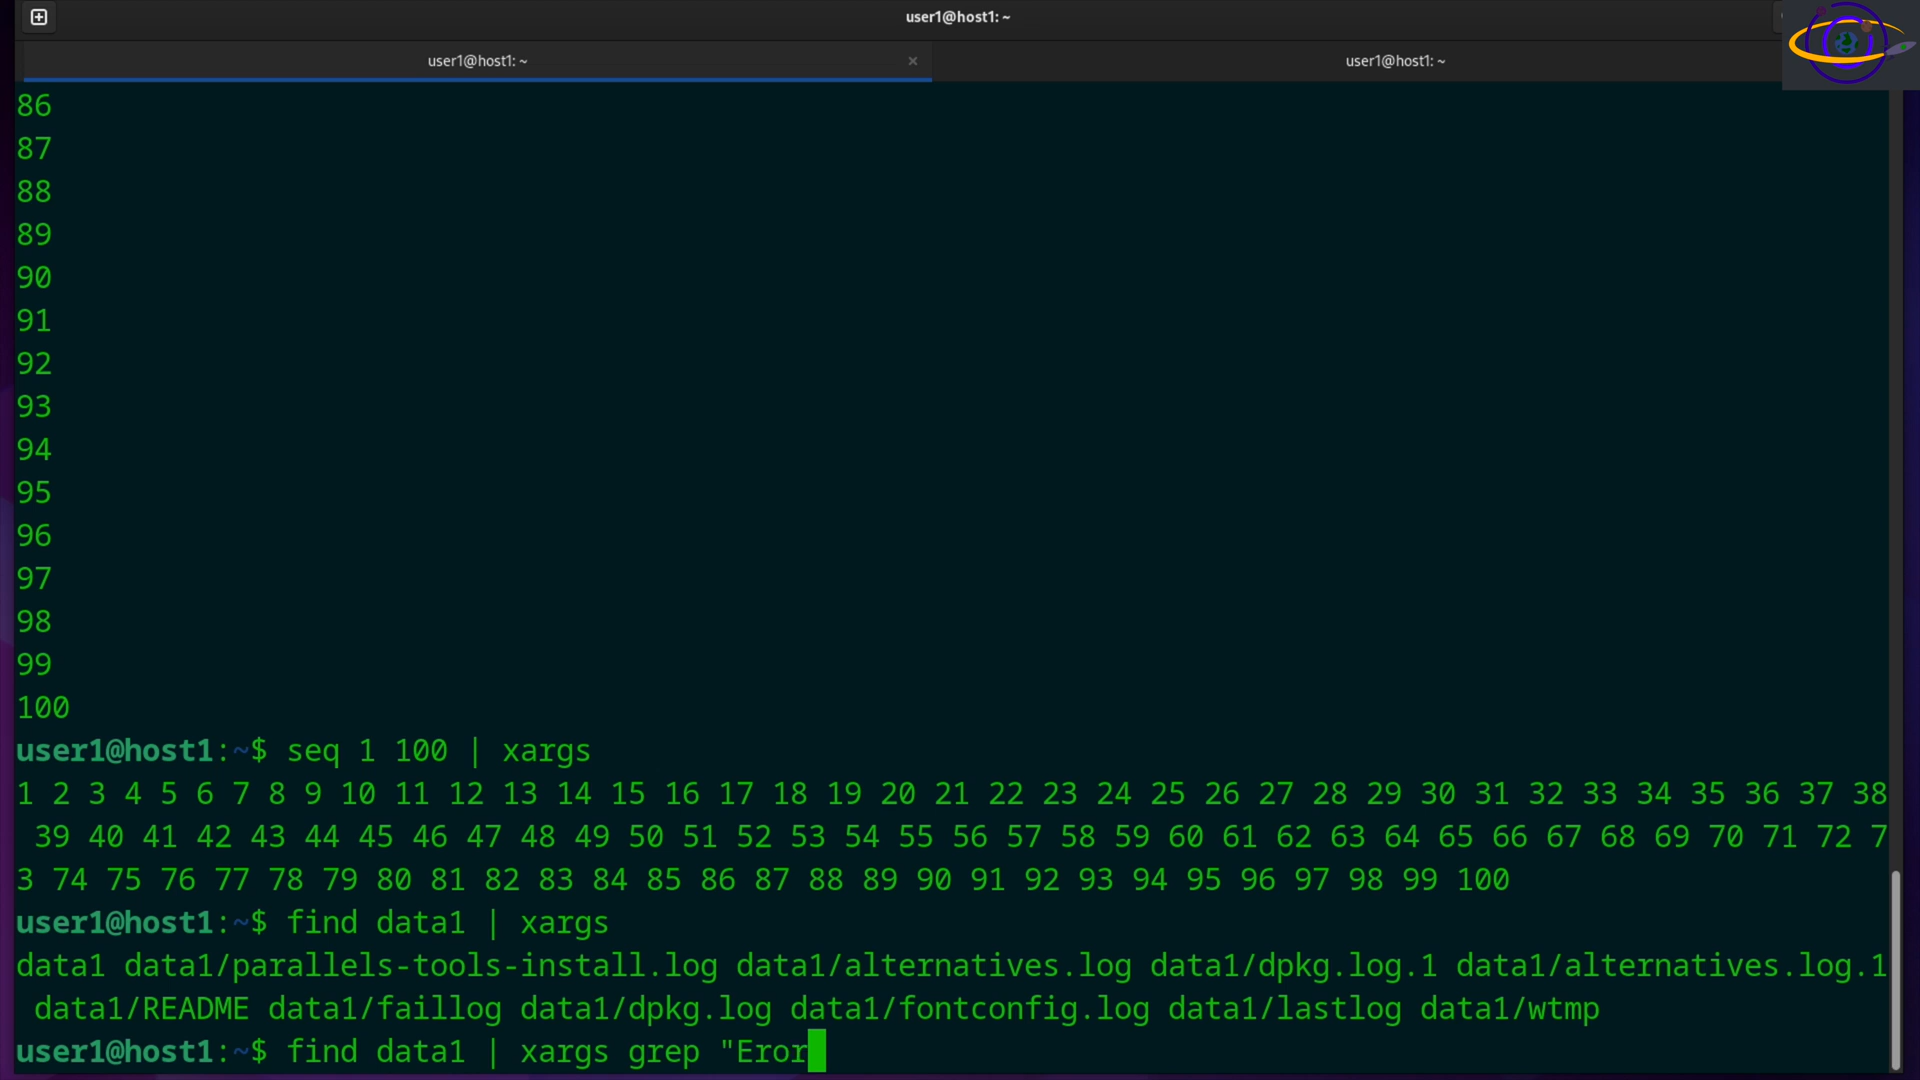 user1@host1: ~
user1@host1: ~ ×
user1@host1: ~
86
87
88
89
90
91
92
93
94
95
96
97
98
99
100
user1@host1:~$ seq 1 100 | xargs
1 2 3 4 5 6 7 8 9 10 11 12 13 14 15 16 17 18 19 20 21 22 23 24 25 26 27 28 29 30 31 32 33 34 35 36 37 38
39 40 41 42 43 44 45 46 47 48 49 50 51 52 53 54 55 56 57 58 59 60 61 62 63 64 65 66 67 68 69 70 71 72 7
3 74 75 76 77 78 79 80 81 82 83 84 85 86 87 88 89 90 91 92 93 94 95 96 97 98 99 100
user1@host1:~$ find data1 | xargs
data1 data1/parallels-tools-install.log data1/alternatives.log data1/dpkg.log.1 data1/alternatives.log.1
data1/README data1/faillog data1/dpkg.log data1/fontconfig.log data1/lastlog data1/wtmp
user1@host1:~$ find data1 | xargs grep "Eror